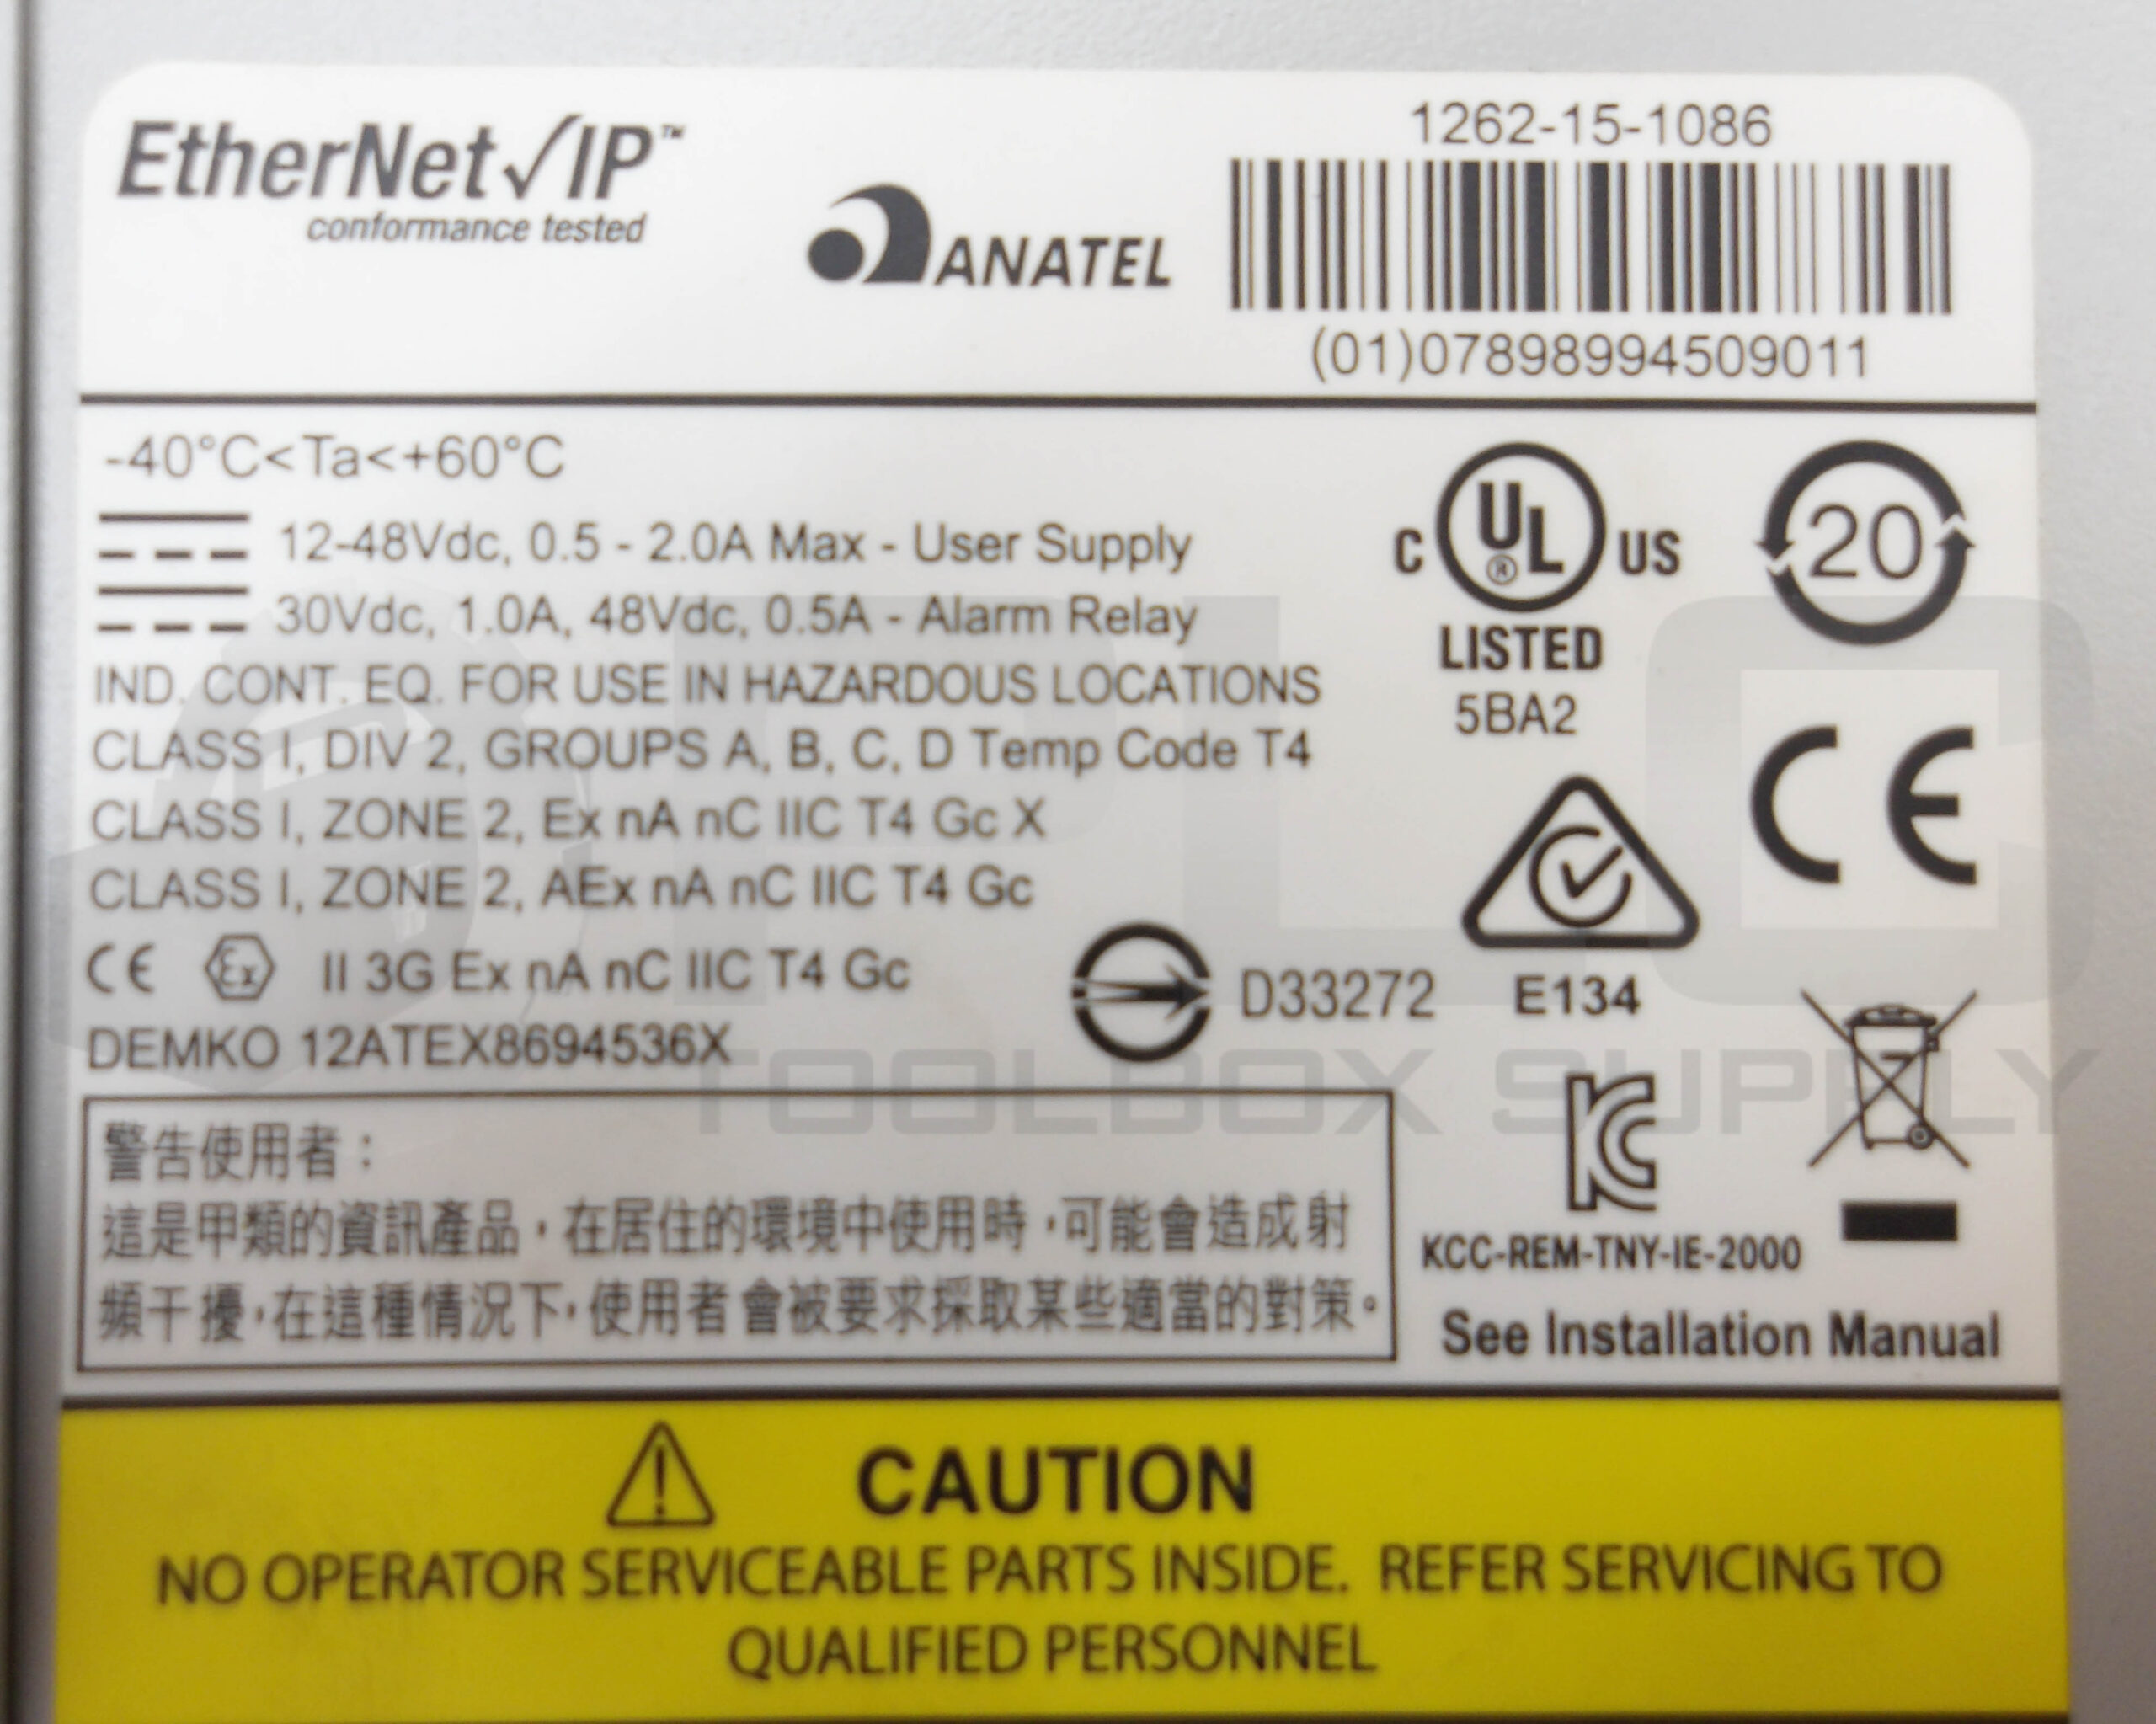 EtherNet/IP™
conformance tested
ANATEL
1262-15-1086
(01)07898994509011
-40°C<Ta<+60°C
12-48Vdc, 0.5 - 2.0A Max - User Supply
30Vdc, 1.0A, 48Vdc, 0.5A - Alarm Relay
IND. CONT. EQ. FOR USE IN HAZARDOUS LOCATIONS
CLASS I, DIV 2, GROUPS A, B, C, D Temp Code T4
CLASS I, ZONE 2, Ex nA nC IIC T4 Gc X
CLASS I, ZONE 2, AEx nA nC IIC T4 Gc
CE Ex II 3G Ex nA nC IIC T4 Gc
DEMKO 12ATEX8694536X
C UL® US
LISTED
5BA2
20
CE
D33272
E134
KC
KCC-REM-TNY-IE-2000
See Installation Manual
警告使用者：
這是甲類的資訊產品，在居住的環境中使用時，可能會造成射
頻干擾，在這種情況下，使用者會被要求採取某些適當的對策。
CAUTION
NO OPERATOR SERVICEABLE PARTS INSIDE. REFER SERVICING TO
QUALIFIED PERSONNEL
PLC
TOOLBOX SUPPLY